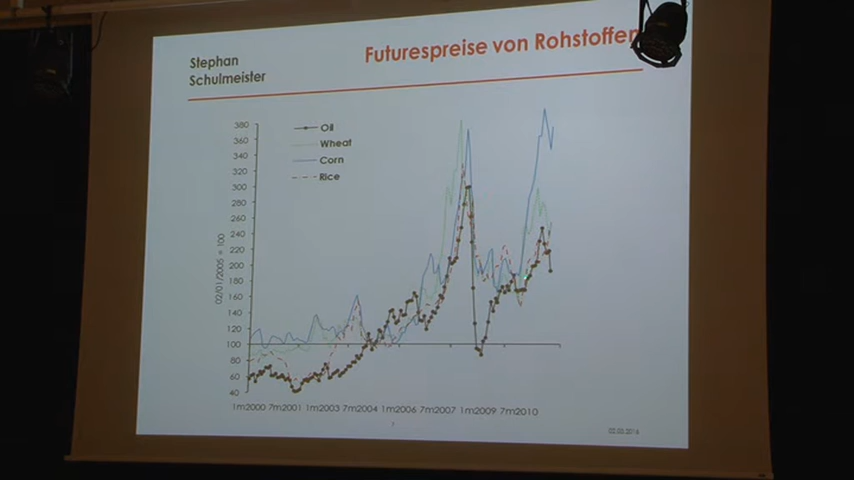 Stephan
Schulmeister
Futurespreise von Rohstoffen
380
360
340
320
300
280
260
240
220
200
180
160
140
120
100
80
60
40
02/01/2005 = 100
Oil
Wheat
Corn
Rice
1m2000 7m2001 1m2003 7m2004 1m2006 7m2007 1m2009 7m2010